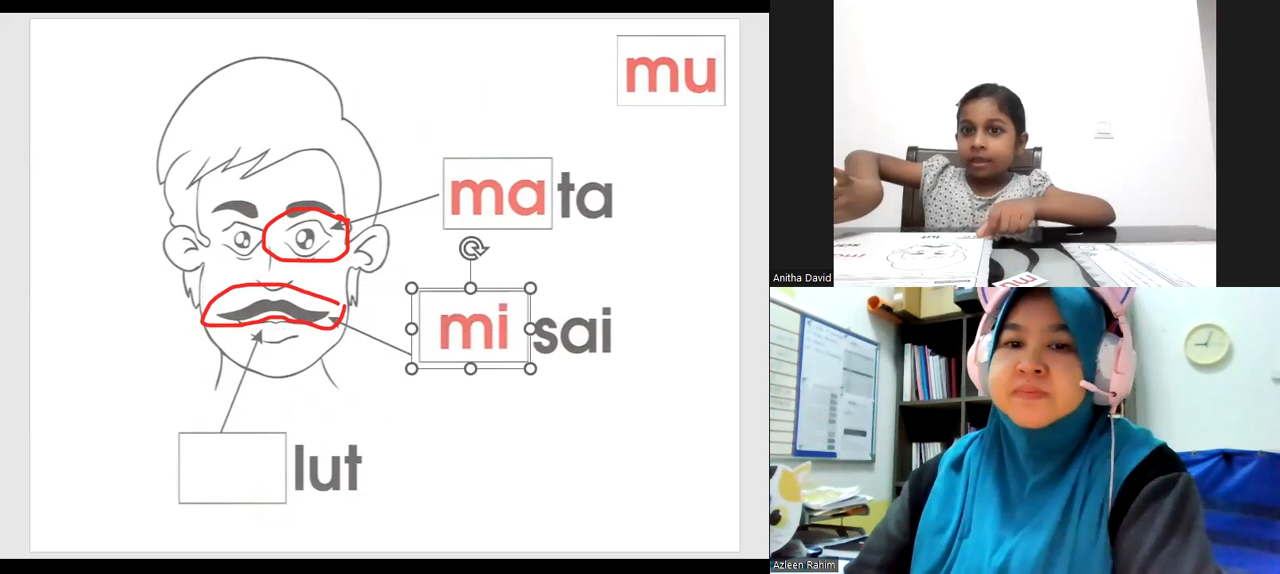 mu
mata
misai
lut
Anitha David
Azleen Rahim